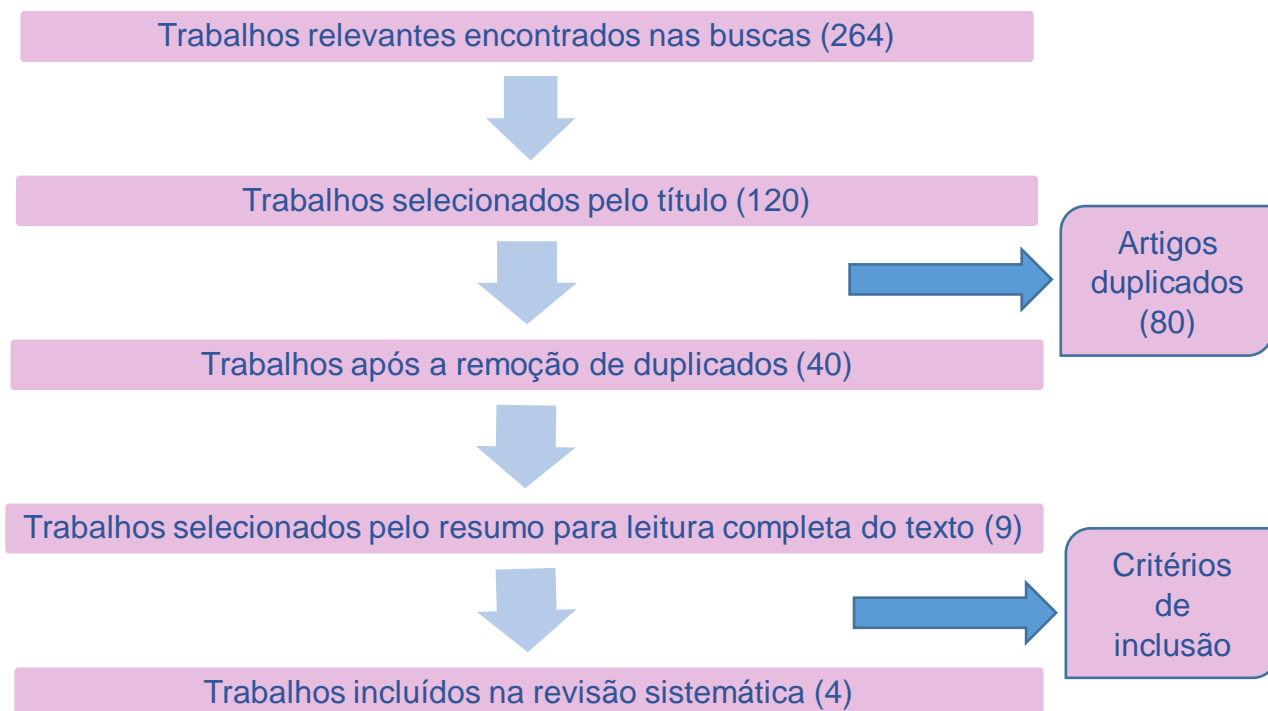 Trabalhos relevantes encontrados nas buscas (264)
Trabalhos selecionados pelo título (120)
Artigos
duplicados
(80)
Trabalhos após a remoção de duplicados (40)
Trabalhos selecionados pelo resumo para leitura completa do texto (9)
Critérios
de
inclusão
Trabalhos incluídos na revisão sistemática (4)